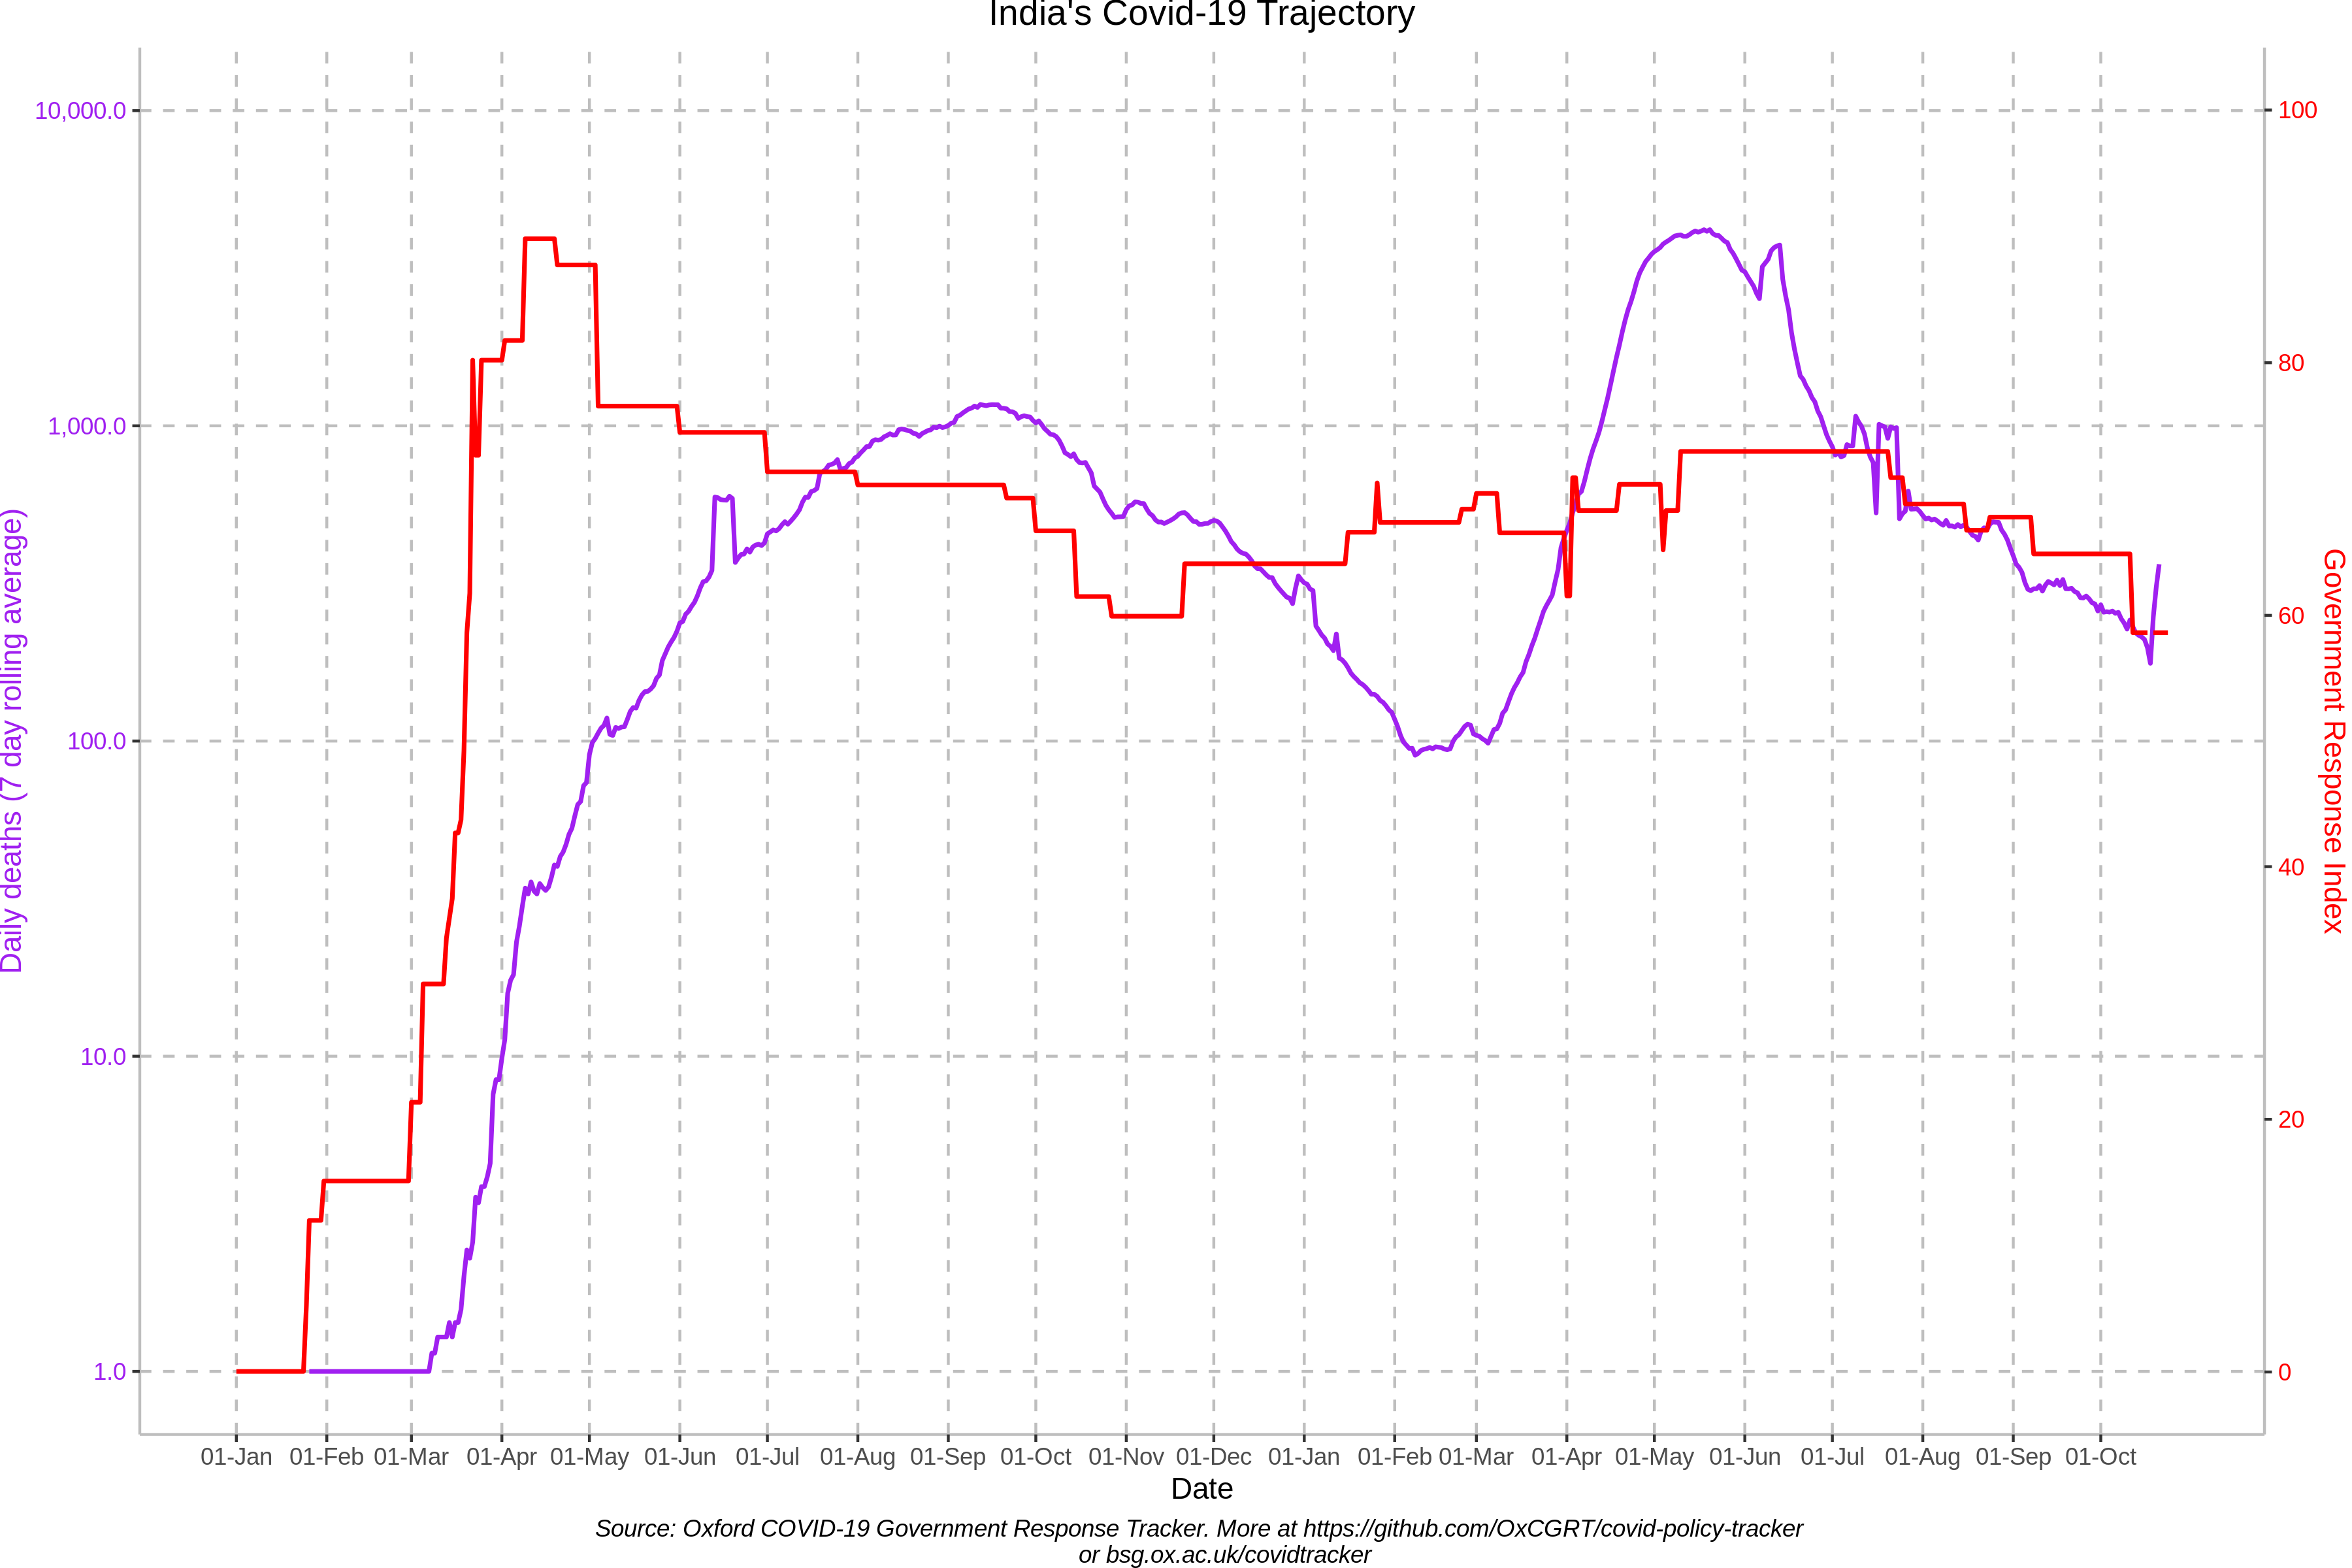 India's Covid-19 Trajectory
10,000.0
1,000.0
100.0
10.0
1.0
Daily deaths (7 day rolling average)
100
80
60
40
20
0
Government Response Index
01-Jan 01-Feb 01-Mar 01-Apr 01-May 01-Jun 01-Jul 01-Aug 01-Sep 01-Oct 01-Nov 01-Dec 01-Jan 01-Feb 01-Mar 01-Apr 01-May 01-Jun 01-Jul 01-Aug 01-Sep 01-Oct
Date
Source: Oxford COVID-19 Government Response Tracker. More at https://github.com/OxCGRT/covid-policy-tracker
or bsg.ox.ac.uk/covidtracker